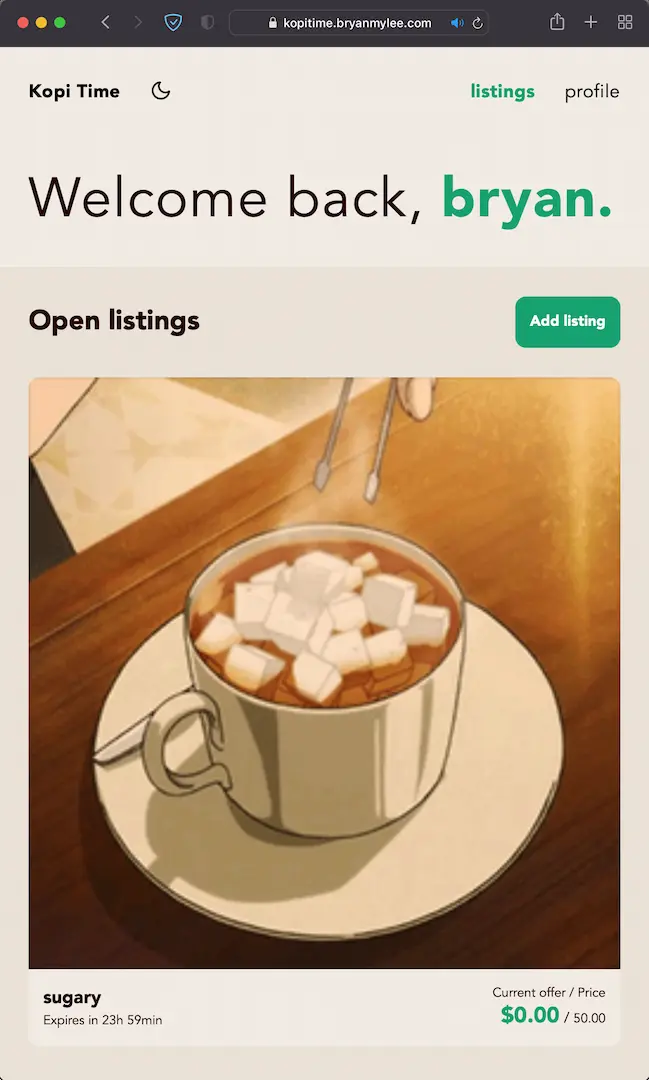 kopitime.bryanmylee.com
Kopi Time
listings
profile
Welcome back, bryan.
Open listings
Add listing
sugary
Expires in 23h 59min
Current offer / Price
$0.00 / 50.00